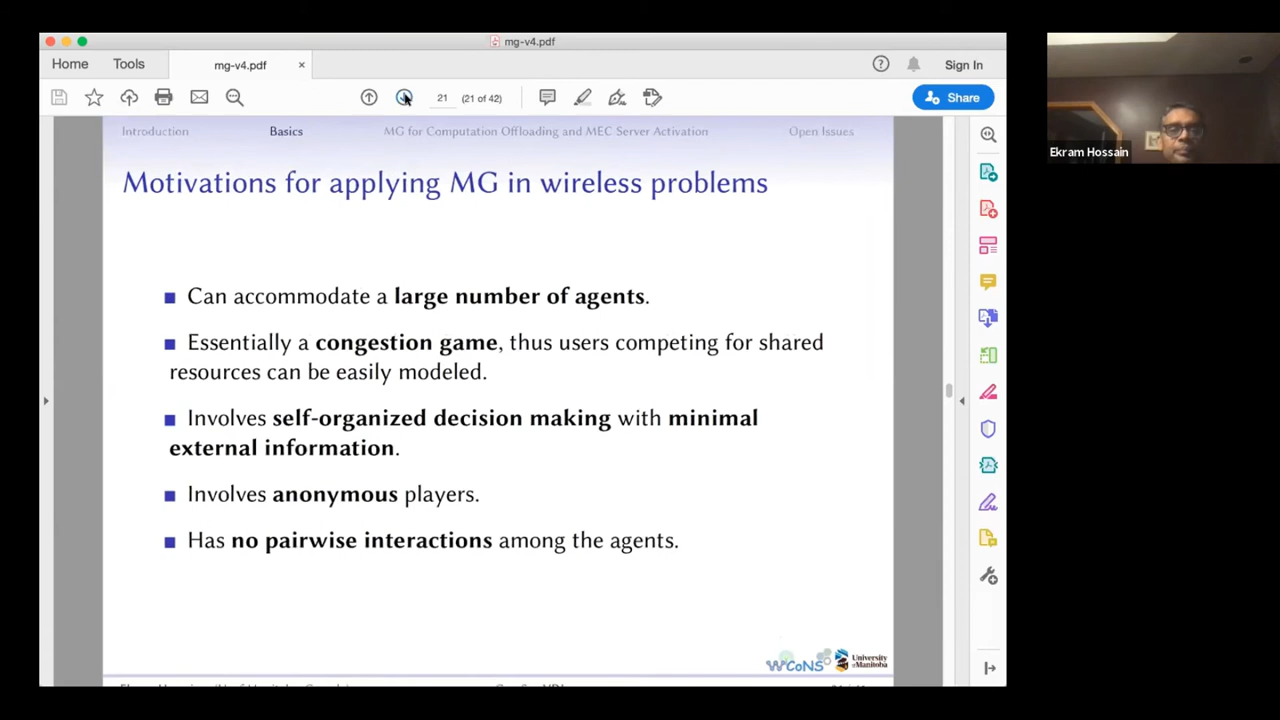 mg-v4.pdf
Home Tools mg-v4.pdf × Sign In
21 (21 of 42) Share
Introduction Basics MG for Computation Offloading and MEC Server Activation Open Issues
Motivations for applying MG in wireless problems
Can accommodate a large number of agents.
Essentially a congestion game, thus users competing for shared
resources can be easily modeled.
Involves self-organized decision making with minimal
external information.
Involves anonymous players.
Has no pairwise interactions among the agents.
WCoNS University of Manitoba
Ekram Hossain